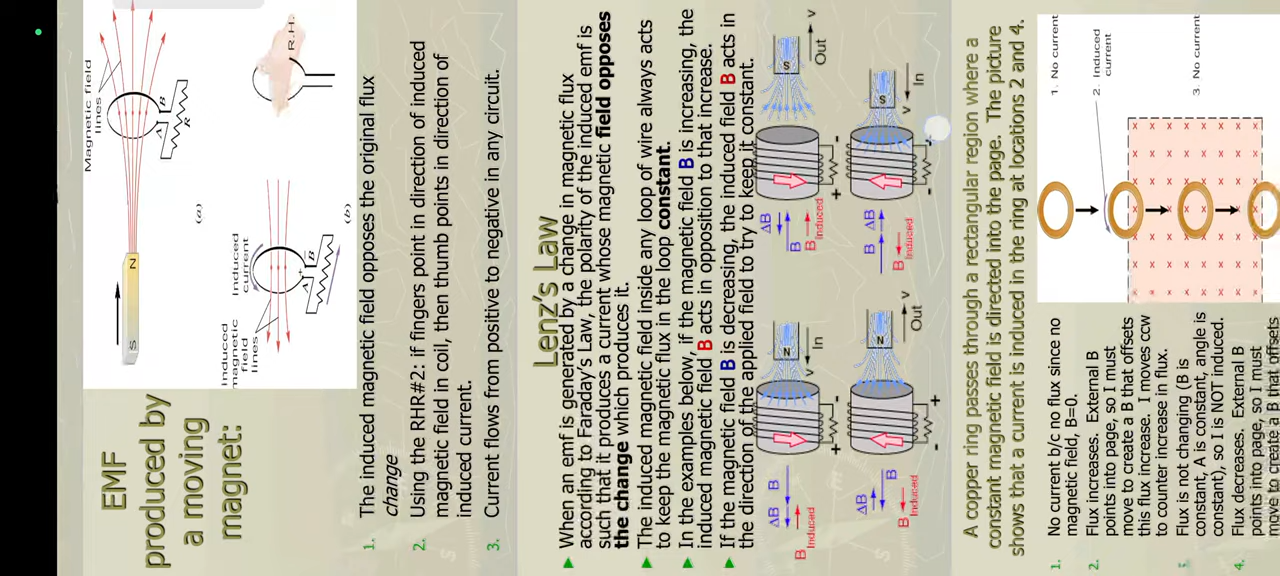 EMF
produced by
a moving
magnet:
Magnetic field
lines
S
N
A
B
R
(a)
R.H.
Induced
magnetic
field
lines
Induced
current
A
B
(b)
1. The induced magnetic field opposes the original flux
change
2. Using the RHR#2: if fingers point in direction of induced
magnetic field in coil, then thumb points in direction of
induced current.
3. Current flows from positive to negative in any circuit.
Lenz's Law
When an emf is generated by a change in magnetic flux
according to Faraday's Law, the polarity of the induced emf is
such that it produces a current whose magnetic field opposes
the change which produces it.
The induced magnetic field inside any loop of wire always acts
to keep the magnetic flux in the loop constant.
In the examples below, if the magnetic field B is increasing, the
induced magnetic field B acts in opposition to that increase.
If the magnetic field B is decreasing, the induced field B acts in
the direction of the applied field to try to keep it constant.
ΔB
B
B
Induced
+
-
N
v
In
ΔB
B
B
Induced
+
-
S
v
Out
ΔB
B
B
Induced
-
+
N
v
Out
B
ΔB
B
Induced
-
S
v
In
A copper ring passes through a rectangular region where a
constant magnetic field is directed into the page. The picture
shows that a current is induced in the ring at locations 2 and 4.
1. No current b/c no flux since no
magnetic field, B=0.
2. Flux increases. External B
points into page, so I must
move to create a B that offsets
this flux increase. I moves ccw
to counter increase in flux.
3. Flux is not changing (B is
constant, A is constant, angle is
constant), so I is NOT induced.
4. Flux decreases. External B
points into page, so I must
move to create a B that offsets
1. No current
2. Induced
current
3. No current